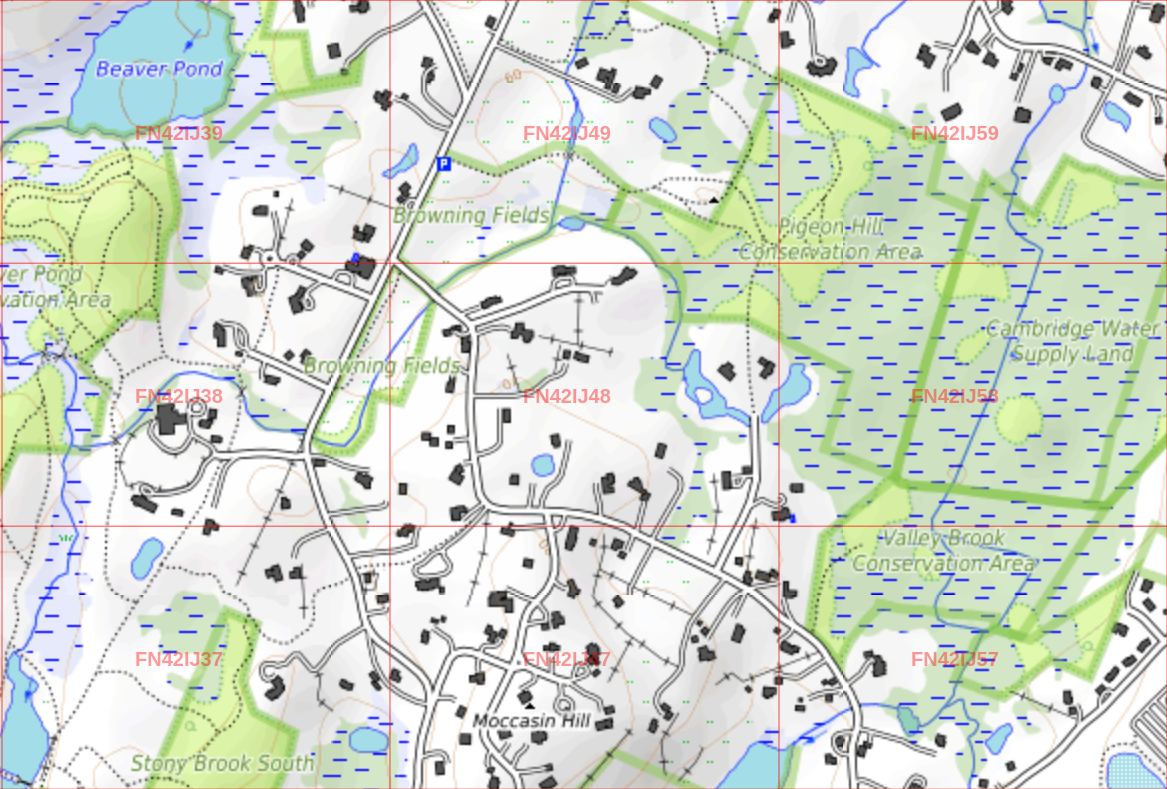 Beaver Pond
FN42IJ39
FN42IJ49
FN42IJ59
60
P
Browning Fields
Pigeon Hill
Conservation Area
ver Pond
vation Area
Cambridge Water
Supply Land
Browning Fields
FN42IJ38
FN42IJ48
FN42IJ58
Valley Brook
Conservation Area
FN42IJ37
FN42IJ47
FN42IJ57
Moccasin Hill
Stony Brook South